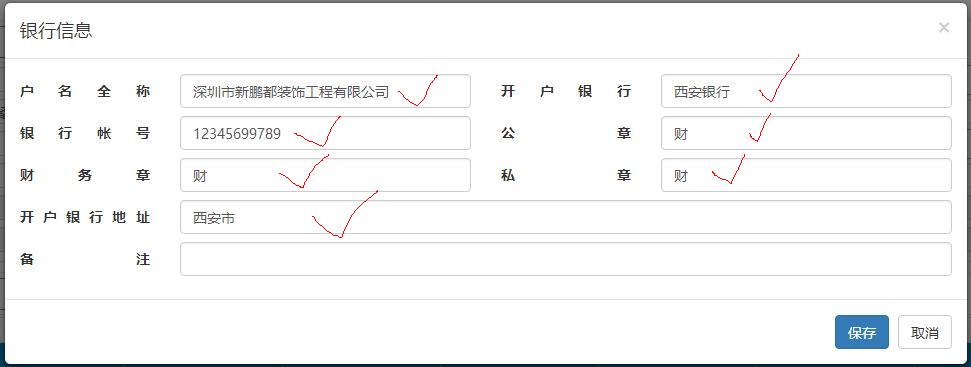 银行信息 ×
户名全称 深圳市新鹏都装饰工程有限公司 开户银行 西安银行
银行帐号 12345699789 公章 财
财务章 财 私章 财
开户银行地址 西安市
备注
保存 取消